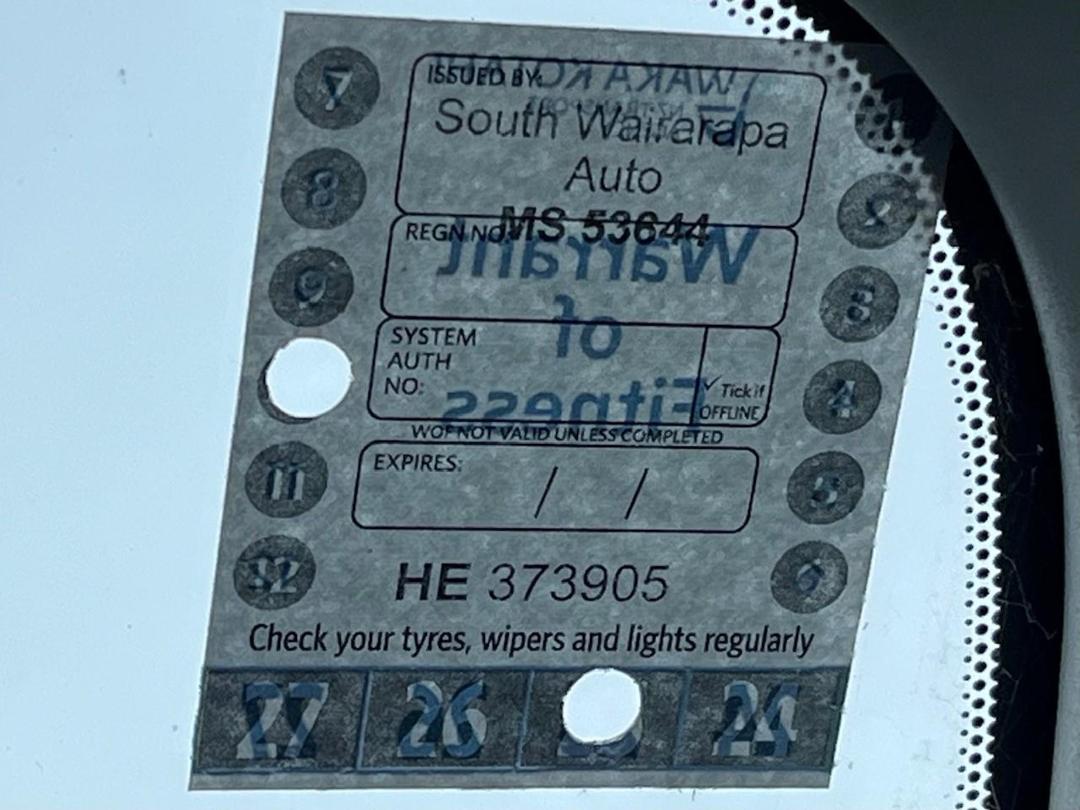 ISSUED BY:
South Wairarapa
Auto
MS 53644
REGN NO:
WAKA KOTAHI
Warrant
of
Fitness
SYSTEM
AUTH
NO:
✓ Tick if
OFFLINE
WOF NOT VALID UNLESS COMPLETED
EXPIRES: / /
HE 373905
Check your tyres, wipers and lights regularly
7
8
9
11
12
1
2
3
4
5
6
27 26 24